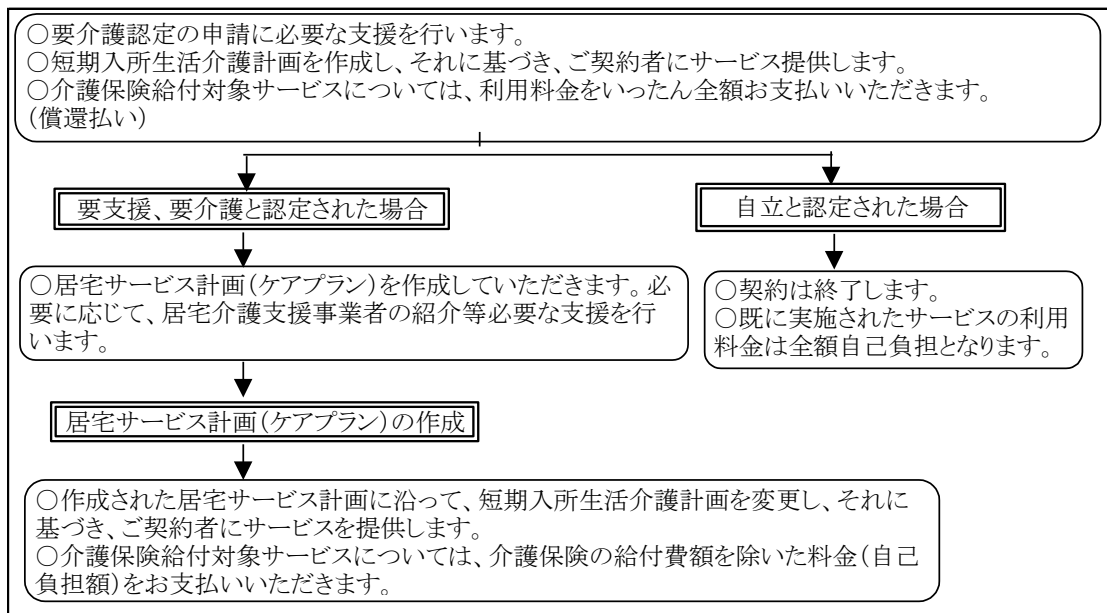 ○要介護認定の申請に必要な支援を行います。
○短期入所生活介護計画を作成し、それに基づき、ご契約者にサービス提供します。
○介護保険給付対象サービスについては、利用料金をいったん全額お支払いいただきます。
(償還払い)
要支援、要介護と認定された場合
自立と認定された場合
○居宅サービス計画(ケアプラン)を作成していただきます。必
要に応じて、居宅介護支援事業者の紹介等必要な支援を行
います。
○契約は終了します。
○既に実施されたサービスの利用
料金は全額自己負担となります。
居宅サービス計画(ケアプラン)の作成
○作成された居宅サービス計画に沿って、短期入所生活介護計画を変更し、それに
基づき、ご契約者にサービスを提供します。
○介護保険給付対象サービスについては、介護保険の給付費額を除いた料金(自己
負担額)をお支払いいただきます。